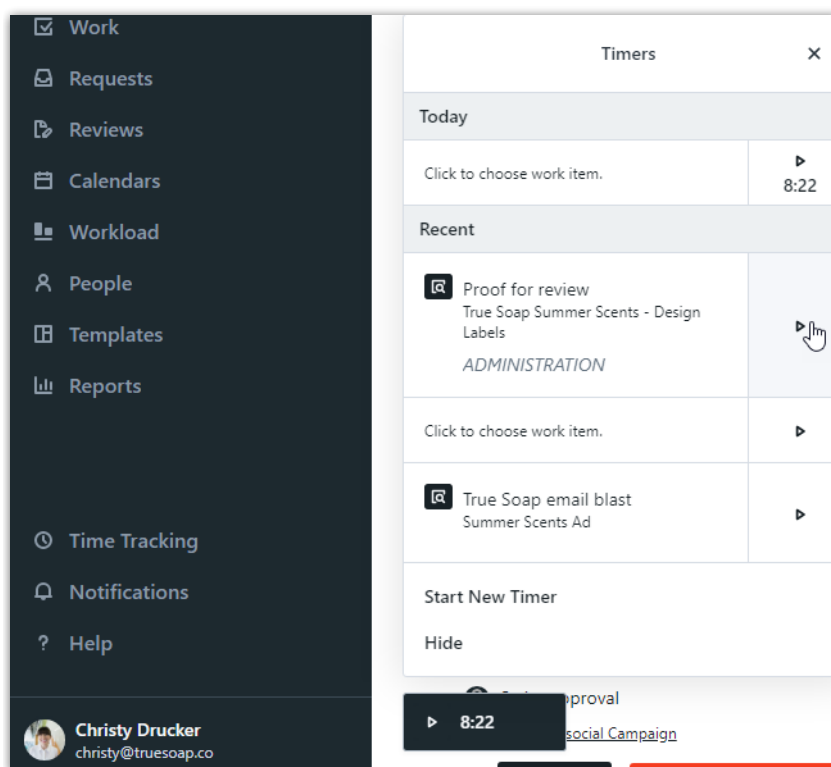 Work
Requests
Reviews
Calendars
Workload
People
Templates
Reports
Time Tracking
Notifications
? Help
Christy Drucker
christy@truesoap.co
Timers
Today
Click to choose work item.
8:22
Recent
Proof for review
True Soap Summer Scents - Design
Labels
ADMINISTRATION
Click to choose work item.
True Soap email blast
Summer Scents Ad
Start New Timer
Hide
8:22
social Campaign